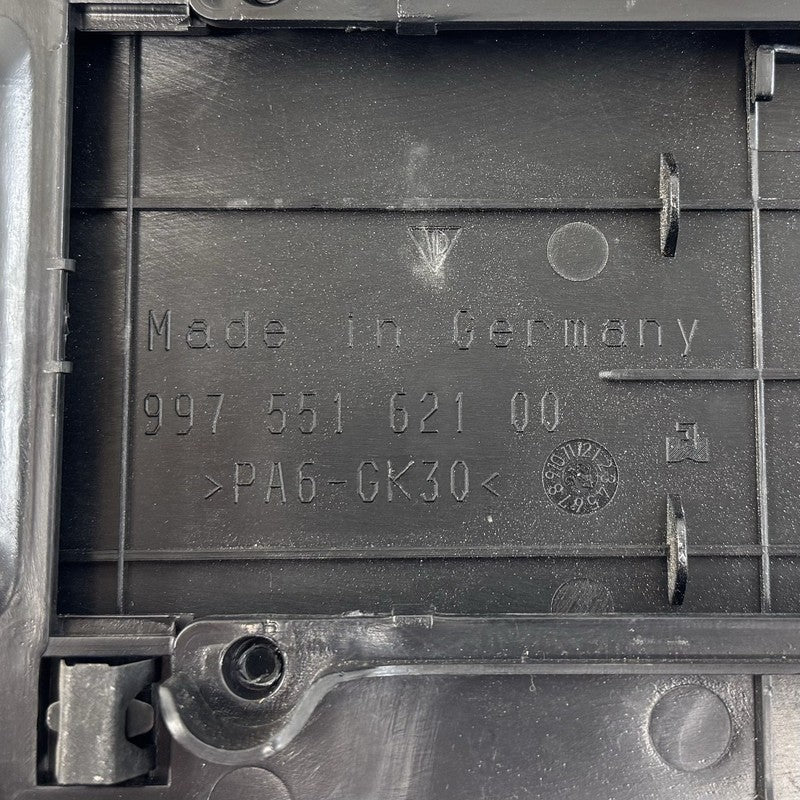 Made in Germany
997 551 621 00
>PA6-GK30<